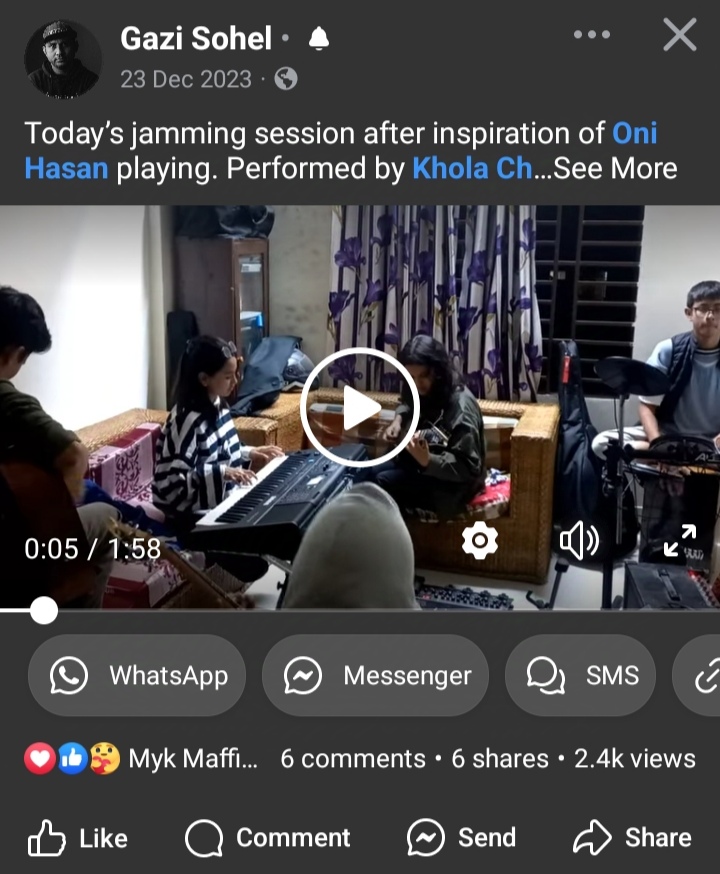 Gazi Sohel •
23 Dec 2023 ·
Today's jamming session after inspiration of Oni
Hasan playing. Performed by Khola Ch...See More
0:05 / 1:58
WhatsApp
Messenger
SMS
Myk Maffi... 6 comments • 6 shares • 2.4k views
Like
Comment
Send
Share